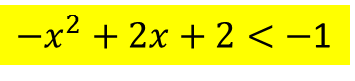 −x² + 2x + 2 < −1